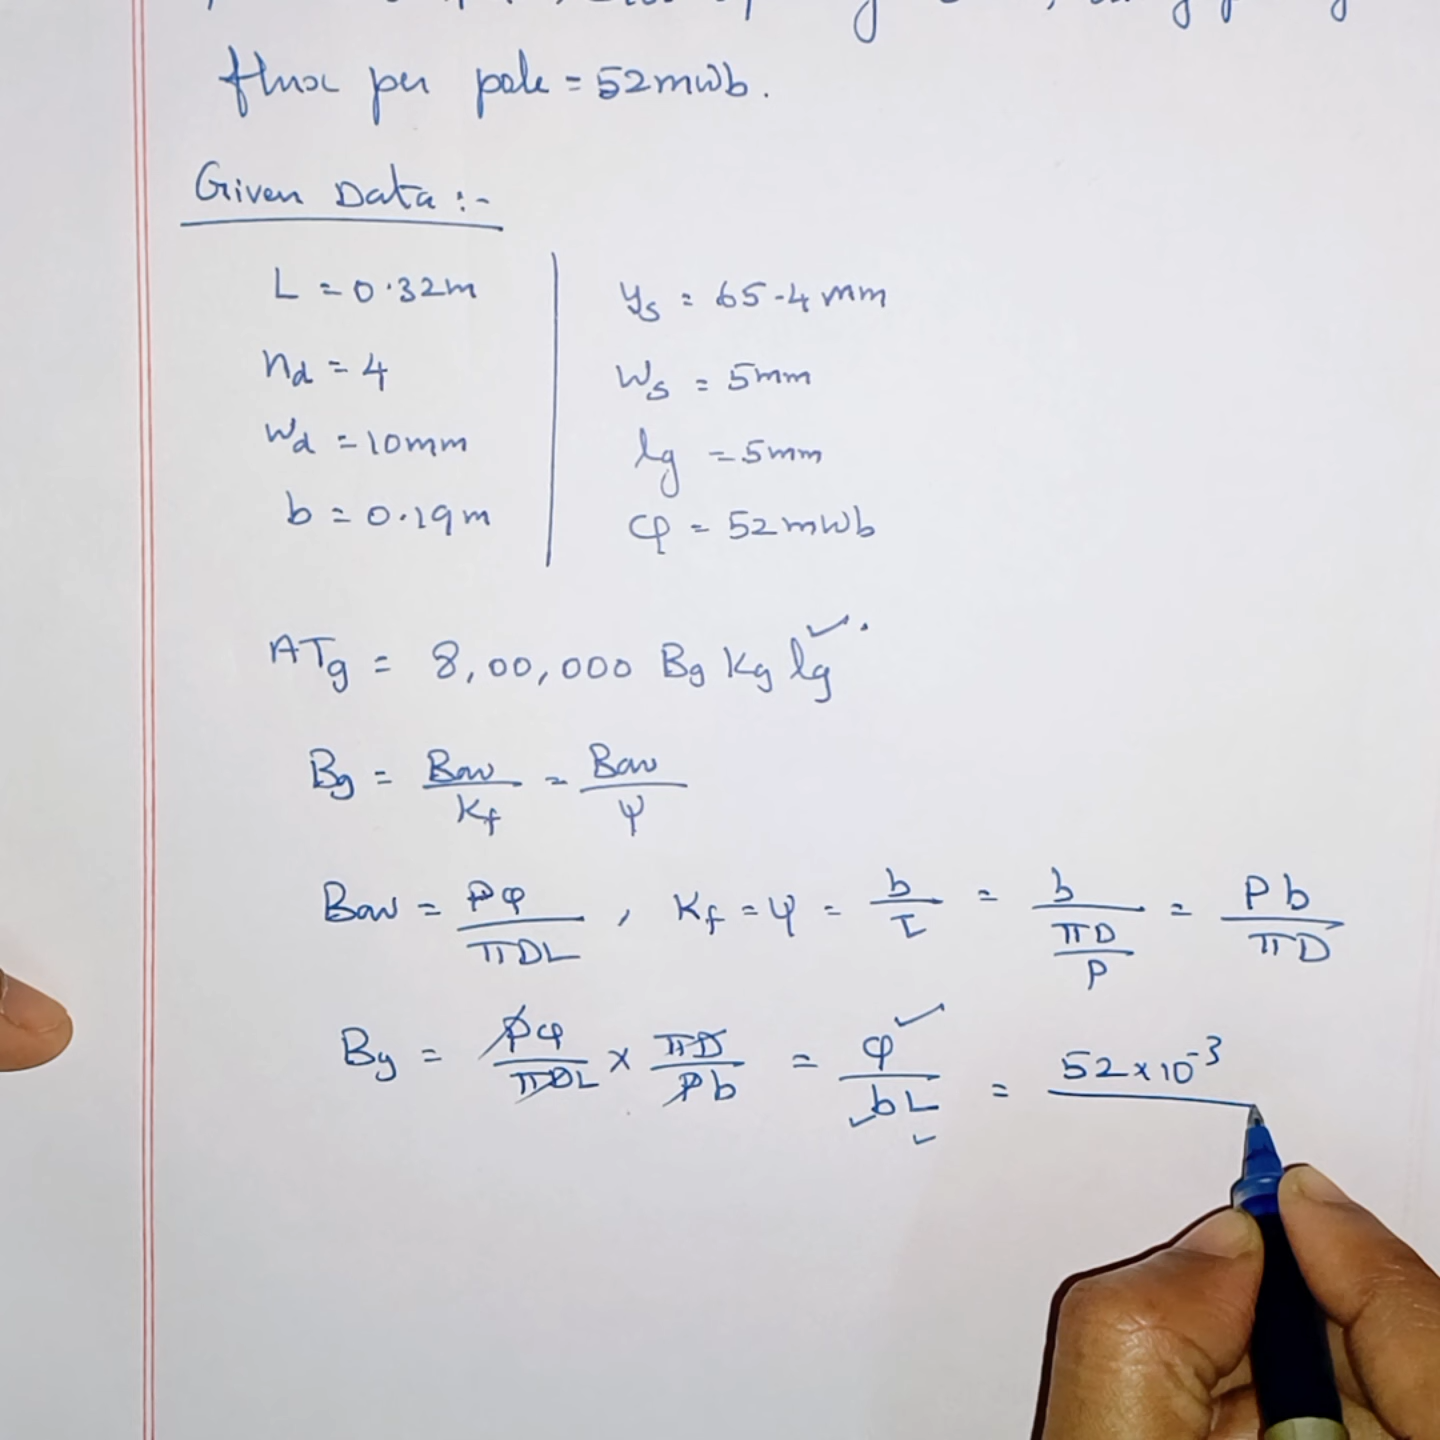 flux per pole = 52mwb.
Given Data :-
L = 0.32m
nd = 4
Wd = 10mm
b = 0.19m
ys = 65.4 mm
Ws = 5mm
lg = 5mm
φ = 52mWb
ATg = 8,00,000 Bg Kg lg
Bg = Bav / Kf = Bav / ψ
Bav = Pφ / πDL , Kf = ψ = b / τ = b / (πD / P) = Pb / πD
Bg = Pφ / πDL × πD / Pb = φ / bL = 52×10⁻³